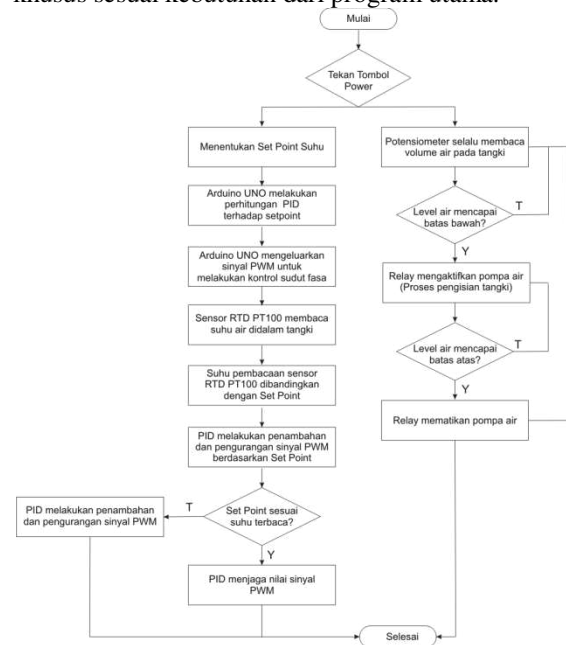 khusus sesuai kebutuhan dari program utama.
Mulai
Tekan Tombol
Power
Menentukan Set Point Suhu
Arduino UNO melakukan
perhitungan PID
terhadap setpoint
Arduino UNO mengeluarkan
sinyal PWM untuk
melakukan kontrol sudut fasa
Sensor RTD PT100 membaca
suhu air didalam tangki
Suhu pembacaan sensor
RTD PT100 dibandingkan
dengan Set Point
PID melakukan penambahan
dan pengurangan sinyal PWM
berdasarkan Set Point
Set Point sesuai
suhu terbaca?
T
PID melakukan penambahan
dan pengurangan sinyal PWM
Y
PID menjaga nilai sinyal
PWM
Potensiometer selalu membaca
volume air pada tangki
Level air mencapai
batas bawah?
T
Y
Relay mengaktifkan pompa air
(Proses pengisian tangki)
Level air mencapai
batas atas?
T
Y
Relay mematikan pompa air
Selesai